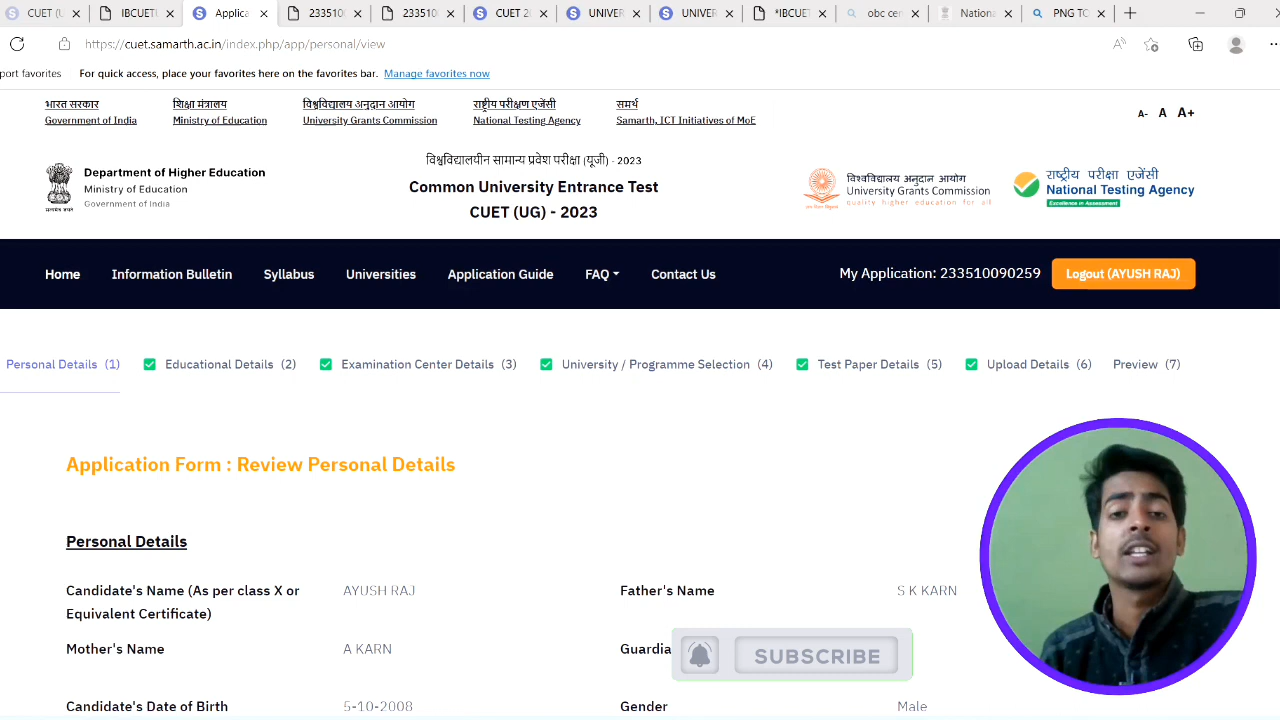 CUET (U
IBCUETU
Applica
233510
233510
CUET 20
UNIVER
UNIVER
*IBCUET
obc cer
Nationa
PNG TO
https://cuet.samarth.ac.in/index.php/app/personal/view
port favorites
For quick access, place your favorites here on the favorites bar. Manage favorites now
भारत सरकार
शिक्षा मंत्रालय
विश्वविद्यालय अनुदान आयोग
राष्ट्रीय परीक्षण एजेंसी
समर्थ
Government of India
Ministry of Education
University Grants Commission
National Testing Agency
Samarth, ICT Initiatives of MoE
A- A A+
Department of Higher Education
Ministry of Education
Government of India
विश्वविद्यालयीन सामान्य प्रवेश परीक्षा (यूजी) - 2023
Common University Entrance Test
CUET (UG) - 2023
विश्वविद्यालय अनुदान आयोग
University Grants Commission
quality higher education for all
राष्ट्रीय परीक्षा एजेंसी
National Testing Agency
Excellence in Assessment
Home
Information Bulletin
Syllabus
Universities
Application Guide
FAQ
Contact Us
My Application: 233510090259
Logout (AYUSH RAJ)
Personal Details (1)
Educational Details (2)
Examination Center Details (3)
University / Programme Selection (4)
Test Paper Details (5)
Upload Details (6)
Preview (7)
Application Form : Review Personal Details
Personal Details
Candidate's Name (As per class X or
Equivalent Certificate)
AYUSH RAJ
Father's Name
S K KARN
Mother's Name
A KARN
Guardia
SUBSCRIBE
Candidate's Date of Birth
5-10-2008
Gender
Male